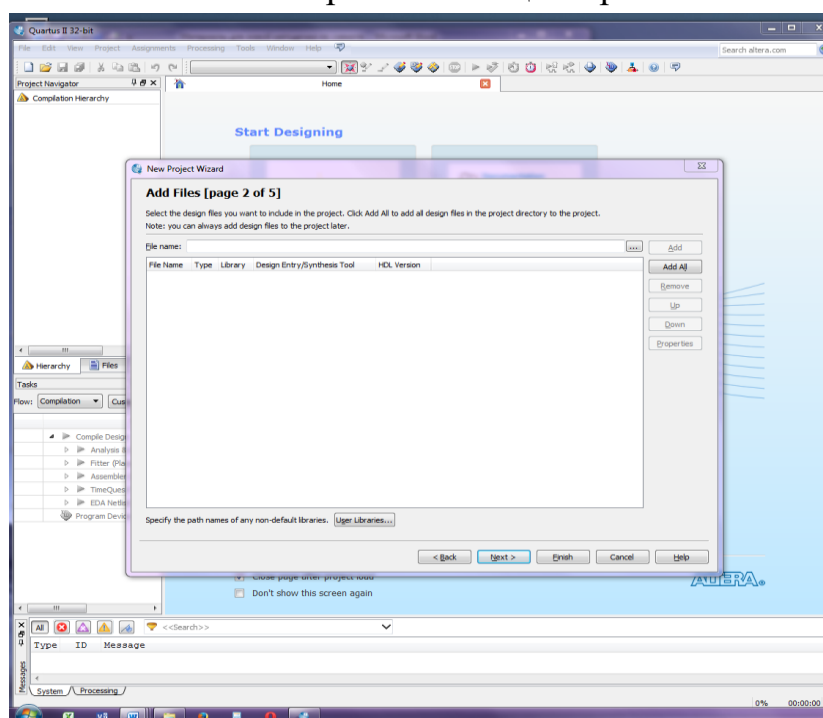 Quartus II 32-bit
File Edit View Project Assignments Processing Tools Window Help
Search altera.com
Project Navigator
Home
Compilation Hierarchy
Start Designing
New Project Wizard
Add Files [page 2 of 5]
Select the design files you want to include in the project. Click Add All to add all design files in the project directory to the project.
Note: you can always add design files to the project later.
File name: ... Add
File Name Type Library Design Entry/Synthesis Tool HDL Version
Add All
Remove
Up
Down
Properties
Hierarchy Files
Tasks
Flow: Compilation Cus
Compile Design
Analysis &
Fitter (Pla
Assembler
TimeQues
EDA Netlis
Program Devic
Specify the path names of any non-default libraries. User Libraries...
< Back Next > Finish Cancel Help
Close page after project load
Don't show this screen again
ALTERA
All <<Search>>
Type ID Message
Messages
System Processing
0% 00:00:00